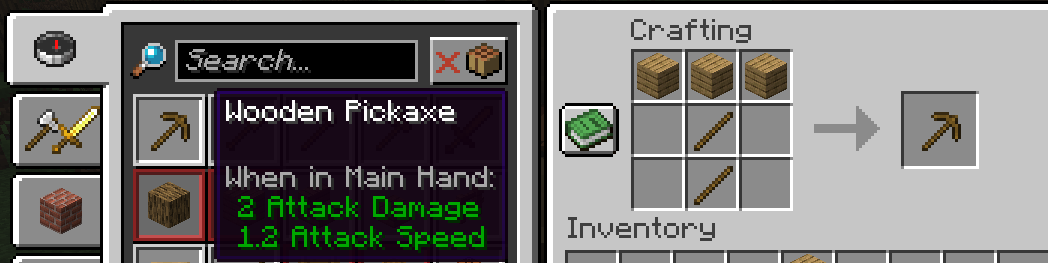 Search...
Wooden Pickaxe
When in Main Hand:
2 Attack Damage
1.2 Attack Speed
Crafting
Inventory